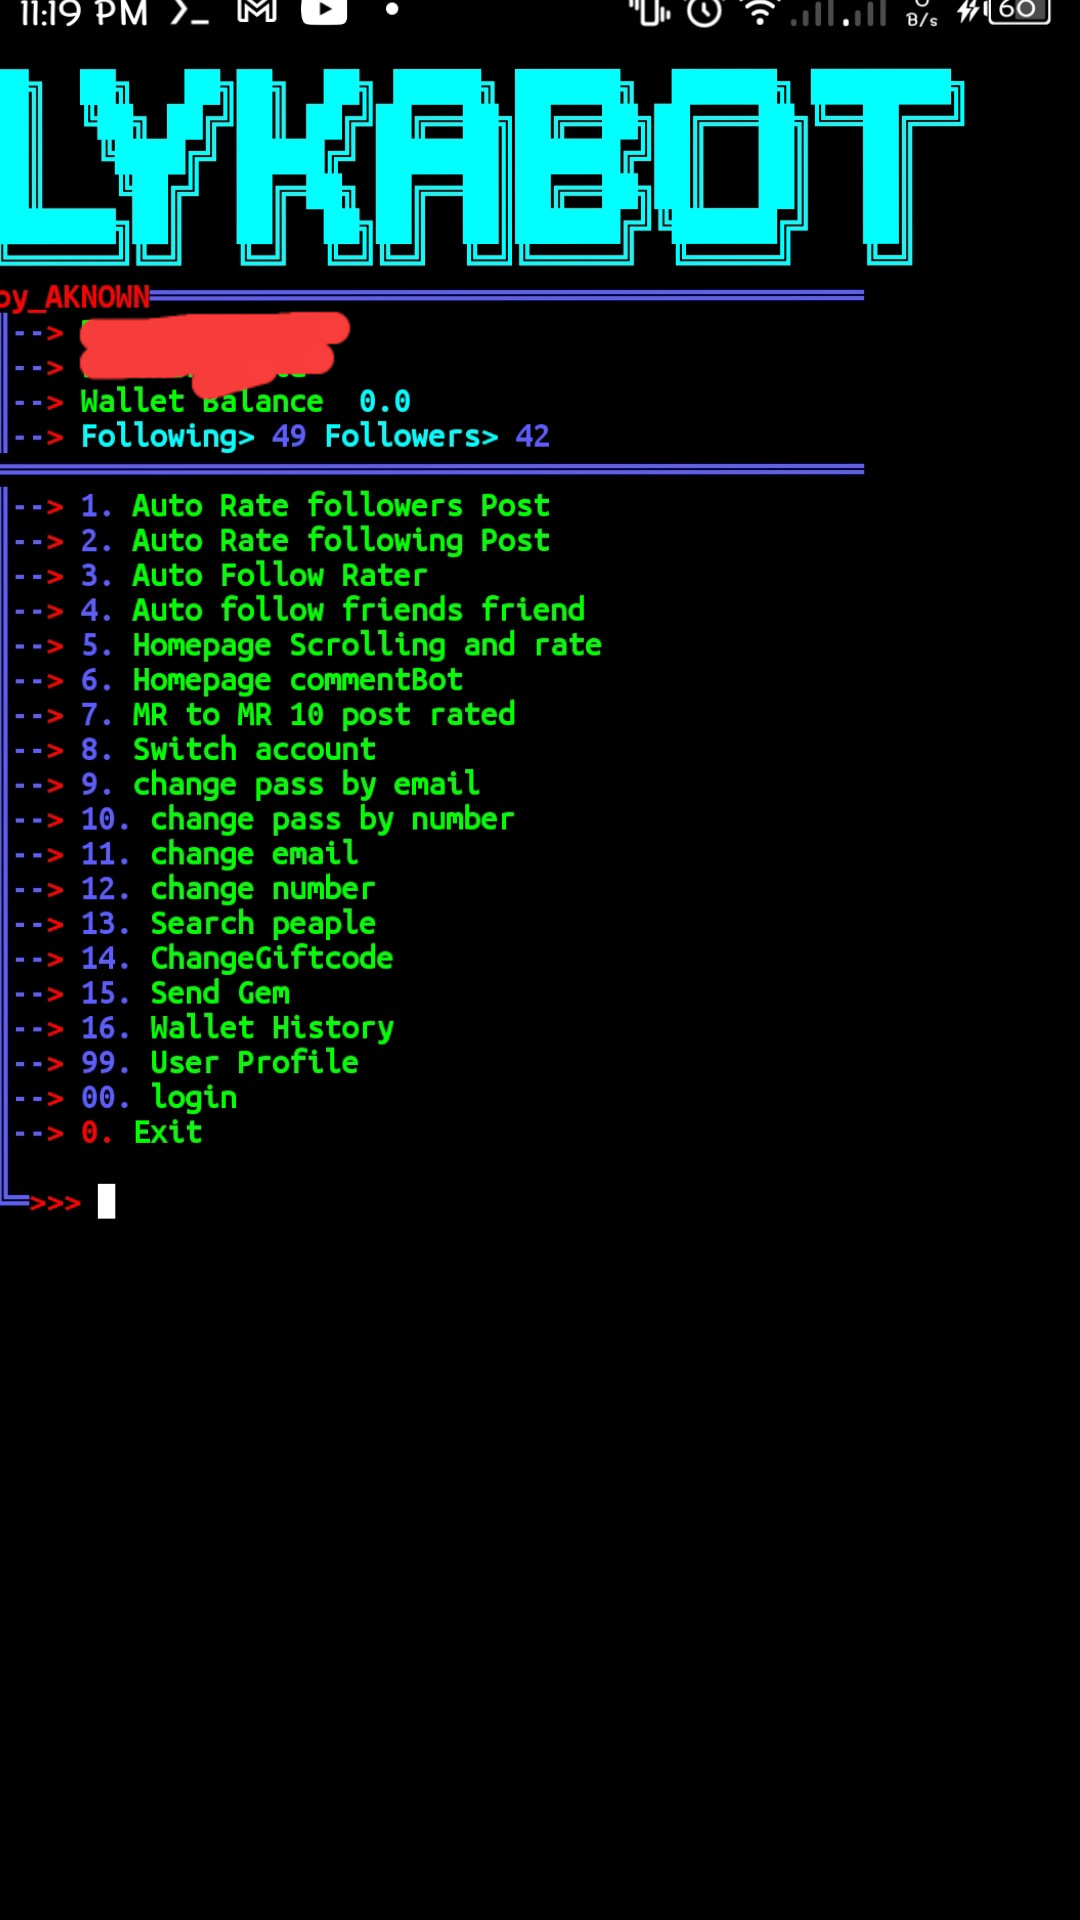 11:19 PM
B/s
60
LYKABOT
by_AKNOWN
-->
-->
--> Wallet Balance 0.0
--> Following> 49 Followers> 42
--> 1. Auto Rate followers Post
--> 2. Auto Rate following Post
--> 3. Auto Follow Rater
--> 4. Auto follow friends friend
--> 5. Homepage Scrolling and rate
--> 6. Homepage commentBot
--> 7. MR to MR 10 post rated
--> 8. Switch account
--> 9. change pass by email
--> 10. change pass by number
--> 11. change email
--> 12. change number
--> 13. Search peaple
--> 14. ChangeGiftcode
--> 15. Send Gem
--> 16. Wallet History
--> 99. User Profile
--> 00. login
--> 0. Exit
>>>